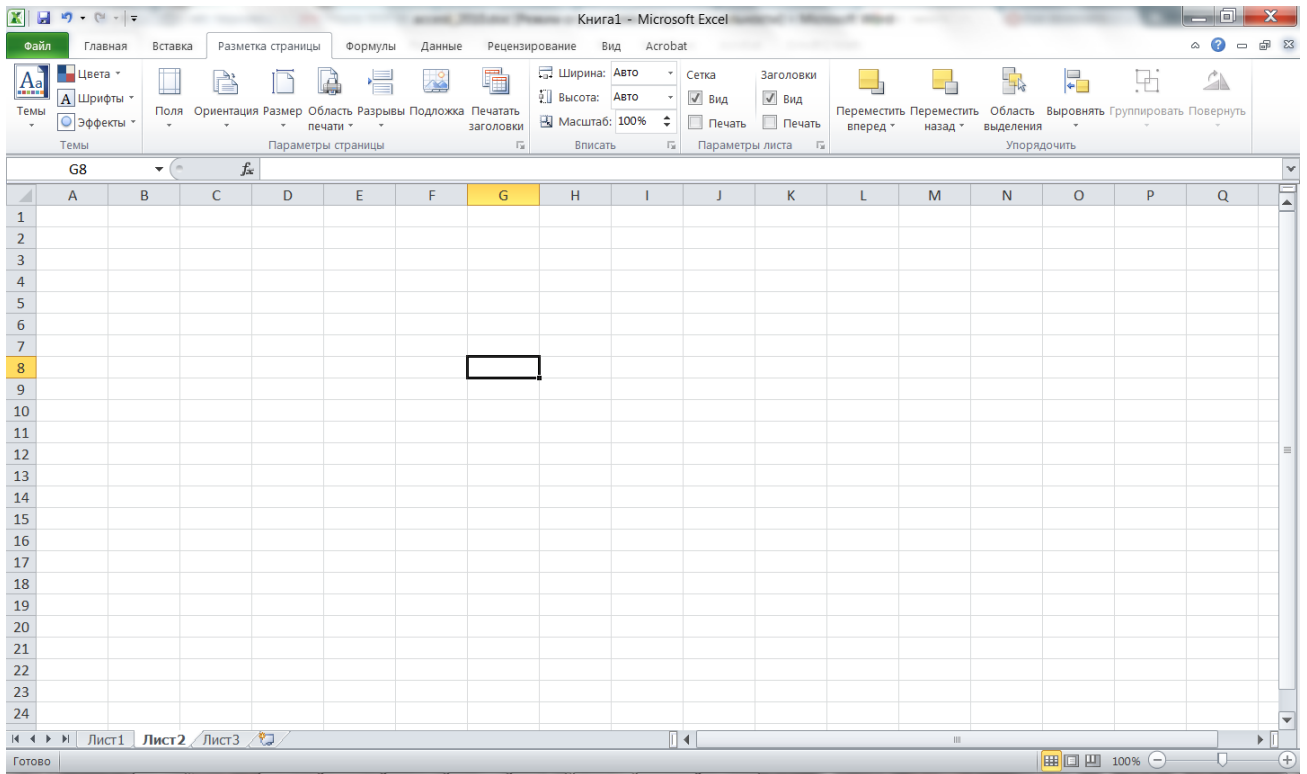 Книга1 - Microsoft Excel
Файл Главная Вставка Разметка страницы Формулы Данные Рецензирование Вид Acrobat
Цвета Ширина: Авто Сетка Заголовки
Aa
Шрифты Высота: Авто Вид Вид
Темы Эффекты Поля Ориентация Размер Область печати Разрывы Подложка Печатать заголовки Масштаб: 100% Печать Печать Переместить вперед Переместить назад Область выделения Выровнять Группировать Повернуть
Темы Параметры страницы Вписать Параметры листа Упорядочить
G8 fx
A B C D E F G H I J K L M N O P Q
1
2
3
4
5
6
7
8
9
10
11
12
13
14
15
16
17
18
19
20
21
22
23
24
Лист1 Лист2 Лист3
Готово 100%